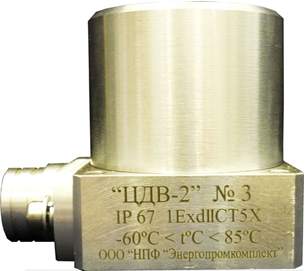 “ЦДВ-2” № 3
IP 67 1ExdIICT5X
-60ºC < tºC < 85ºC
ООО “НПФ “Энергопромкомплект”